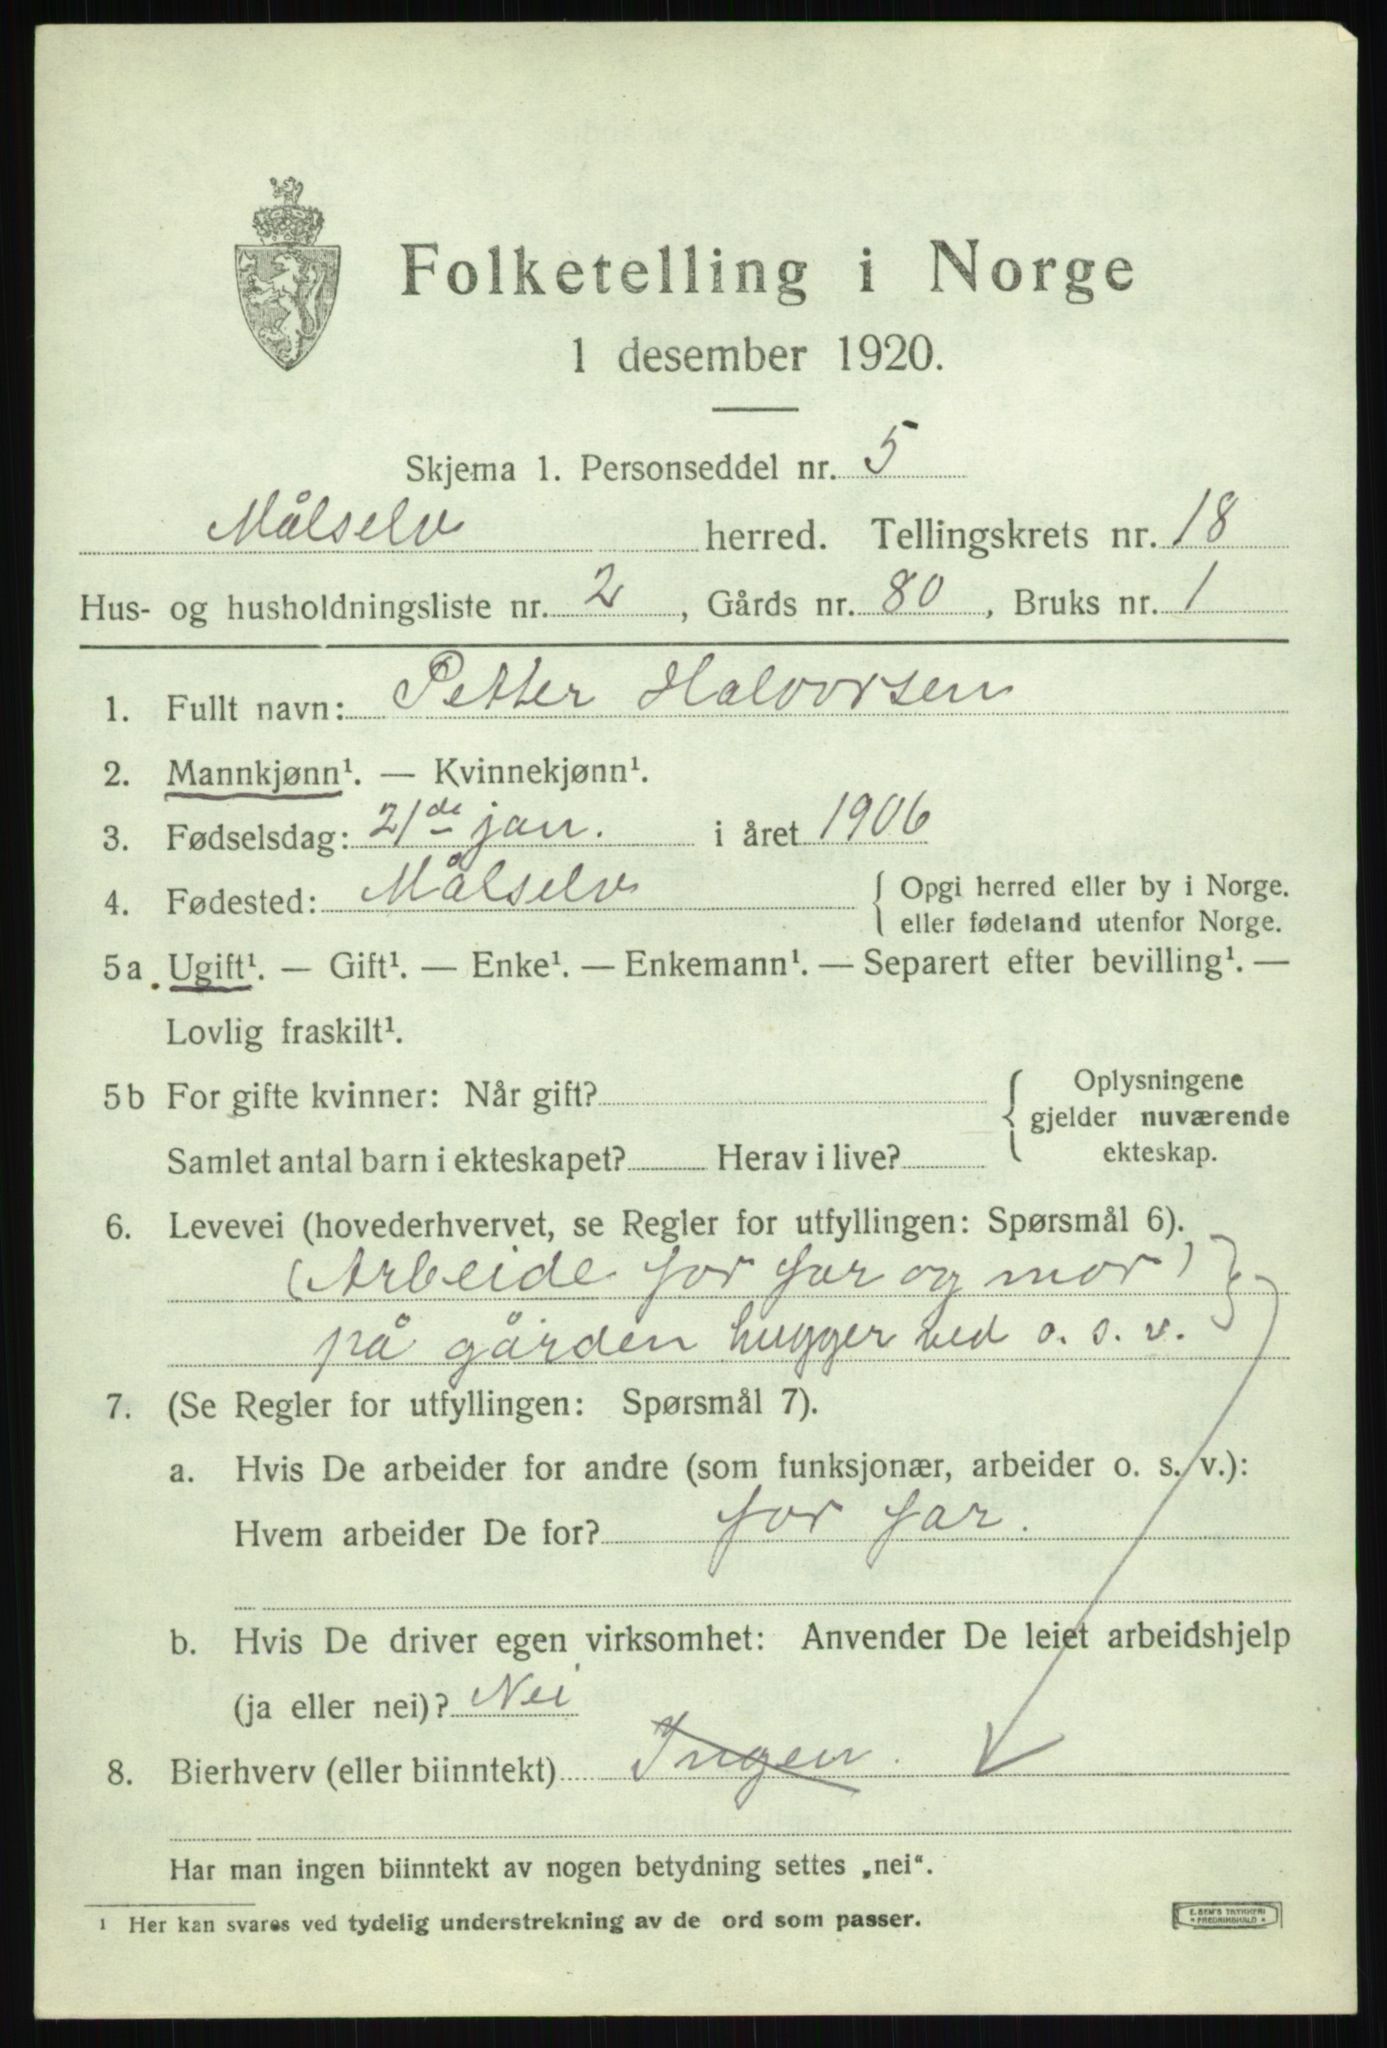 Folketelling i Norge
1 desember 1920.
Skjema 1. Personseddel nr. 5
Målselv herred. Tellingskrets nr. 18
Hus- og husholdningsliste nr. 2, Gårds nr. 80, Bruks nr. 1
1. Fullt navn: Petter Halvorsen
2. Mannkjønn¹. — Kvinnekjønn¹.
3. Fødselsdag: 21de jan. i året 1906
4. Fødested: Målselv { Opgi herred eller by i Norge.
eller fødeland utenfor Norge.
5a. Ugift¹. — Gift¹. — Enke¹. — Enkemann¹. — Separert efter bevilling¹. —
Lovlig fraskilt¹.
5b For gifte kvinner: Når gift? { Oplysningene
gjelder nuværende
Samlet antal barn i ekteskapet? Herav i live? ekteskap.
6. Levevei (hovederhvervet, se Regler for utfyllingen: Spørsmål 6).
(Arbeide for far og mor)
på gården hugger ved o. s. v.
7. (Se Regler for utfyllingen: Spørsmål 7).
a. Hvis De arbeider for andre (som funksjonær, arbeider o. s. v.):
Hvem arbeider De for? for far.
b. Hvis De driver egen virksomhet: Anvender De leiet arbeidshjelp
(ja eller nei)? Nei
8. Bierhverv (eller biinntekt) Ingen.
Har man ingen biinntekt av nogen betydning settes „nei“.
¹ Her kan svares ved tydelig understrekning av de ord som passer.
E. SEM'S TRYKKERI
* FREDRIKSHALD *